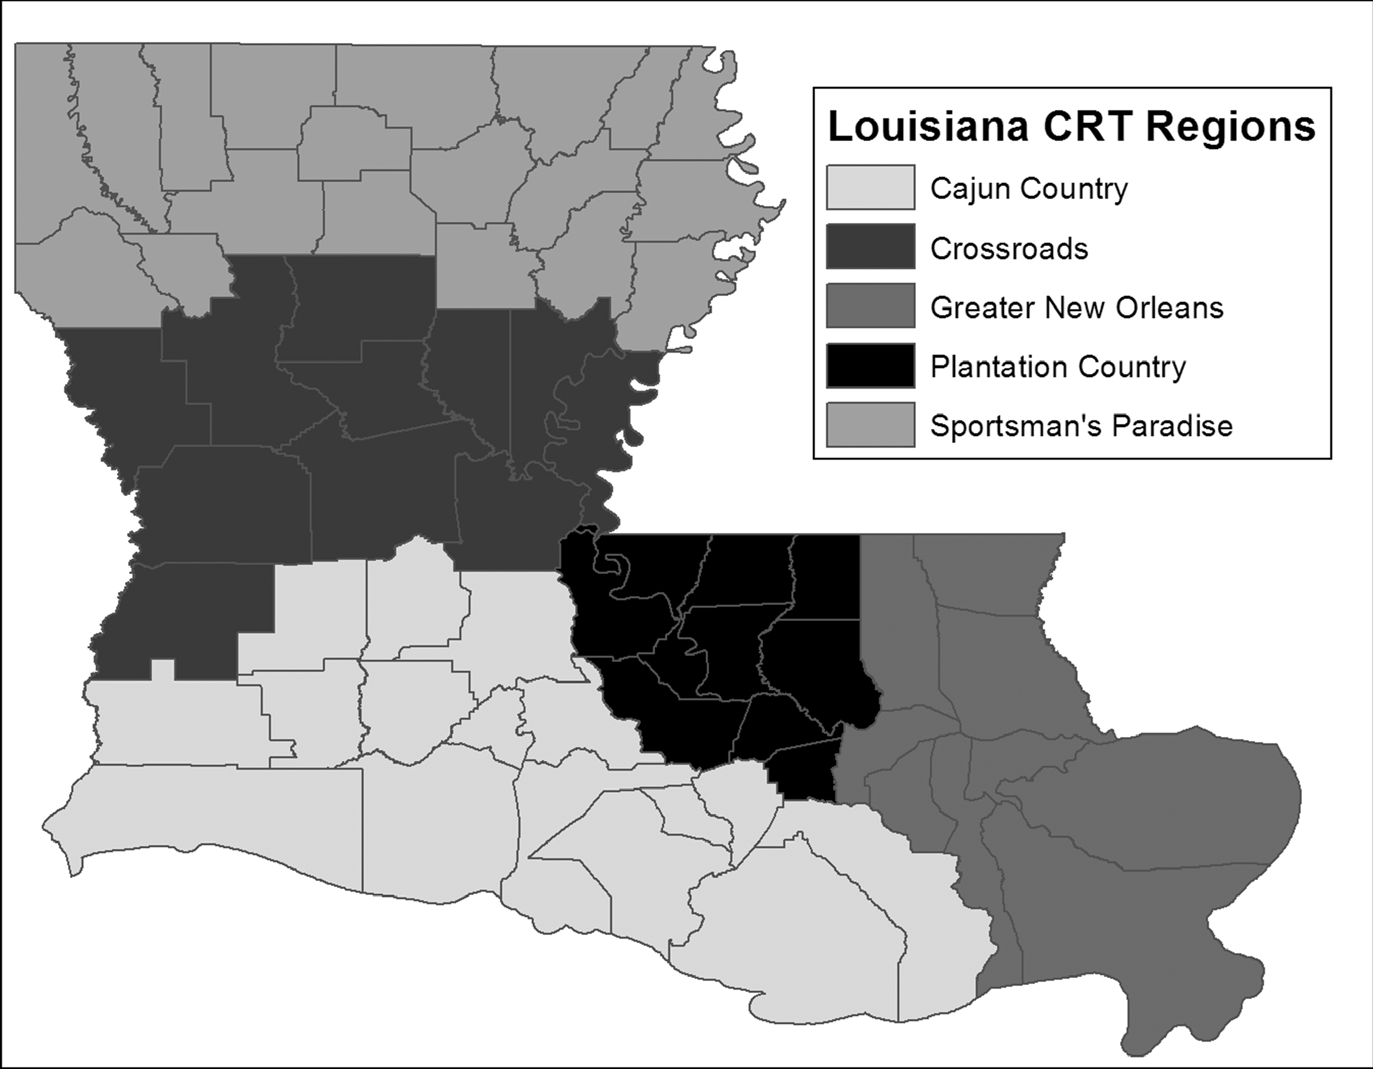 Louisiana CRT Regions
Cajun Country
Crossroads
Greater New Orleans
Plantation Country
Sportsman's Paradise